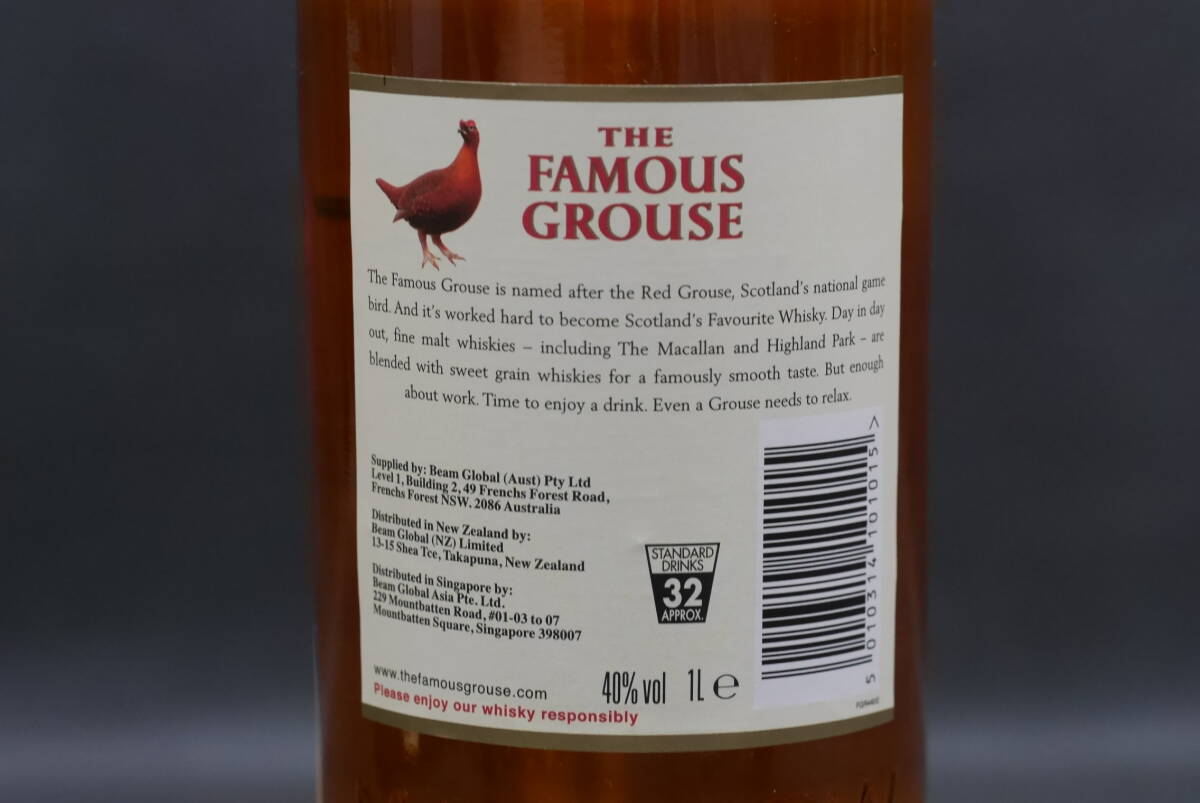 THE
FAMOUS
GROUSE
The Famous Grouse is named after the Red Grouse, Scotland's national game
bird. And it's worked hard to become Scotland's Favourite Whisky. Day in day
out, fine malt whiskies – including The Macallan and Highland Park – are
blended with sweet grain whiskies for a famously smooth taste. But enough
about work. Time to enjoy a drink. Even a Grouse needs to relax.
Supplied by: Beam Global (Aust) Pty Ltd
Level 1, Building 2, 49 Frenchs Forest Road,
Frenchs Forest NSW. 2086 Australia
Distributed in New Zealand by:
Beam Global (NZ) Limited
13-15 Shea Tce, Takapuna, New Zealand
Distributed in Singapore by:
Beam Global Asia Pte. Ltd.
229 Mountbatten Road, #01-03 to 07
Mountbatten Square, Singapore 398007
STANDARD
DRINKS
32
APPROX.
5 010314 101015 >
www.thefamousgrouse.com
40% vol 1L e
Please enjoy our whisky responsibly